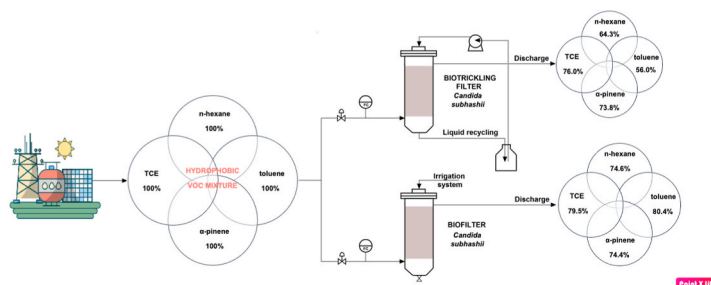 n-hexane
100%
TCE
100%
HYDROPHOBIC
VOC MIXTURE
toluene
100%
α-pinene
100%
BIOTRICKLING
FILTER
Candida
subhashii
Liquid recycling
Discharge
n-hexane
64.3%
TCE
76.0%
toluene
56.0%
α-pinene
73.8%
Irrigation
system
BIOFILTER
Candida
subhashii
Discharge
n-hexane
74.6%
TCE
79.5%
toluene
80.4%
α-pinene
74.4%